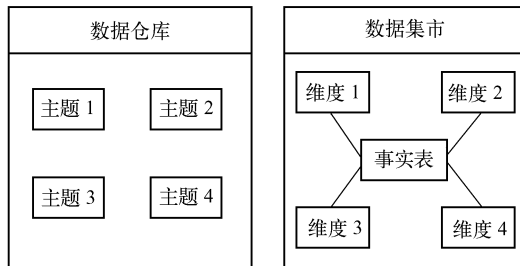 数据仓库
主题 1
主题 2
主题 3
主题 4
数据集市
维度 1
维度 2
事实表
维度 3
维度 4